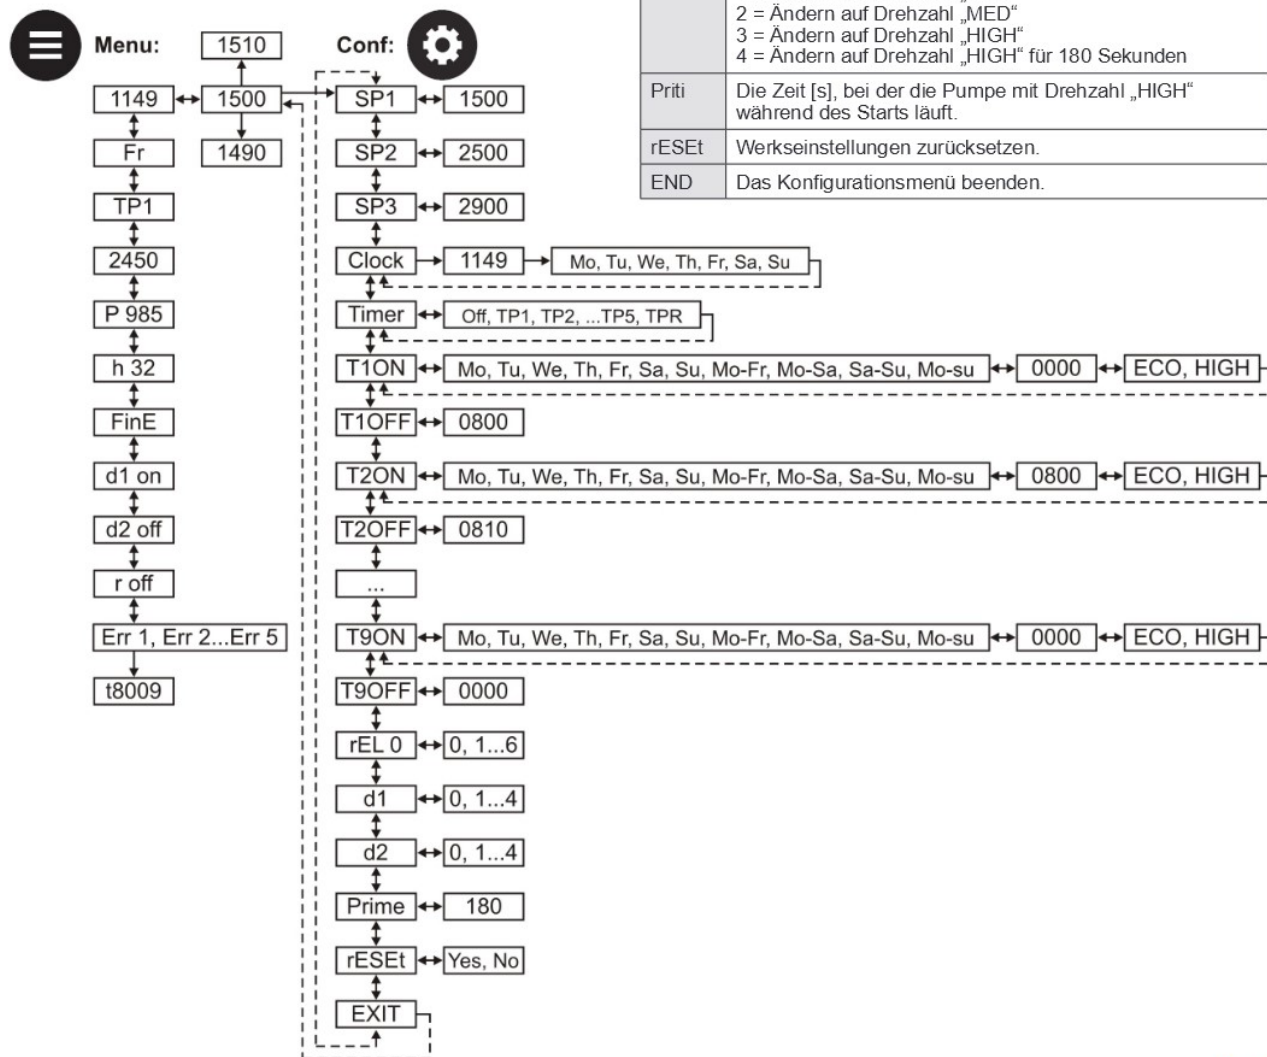 2 = Ändern auf Drehzahl „MED“
3 = Ändern auf Drehzahl „HIGH“
4 = Ändern auf Drehzahl „HIGH“ für 180 Sekunden
Priti Die Zeit [s], bei der die Pumpe mit Drehzahl „HIGH“
während des Starts läuft.
rESEt Werkseinstellungen zurücksetzen.
END Das Konfigurationsmenü beenden.
Menu:
1510
1149 1500
Fr 1490
TP1
2450
P 985
h 32
FinE
d1 on
d2 off
r off
Err 1, Err 2...Err 5
t8009
Conf:
SP1 1500
SP2 2500
SP3 2900
Clock 1149 Mo, Tu, We, Th, Fr, Sa, Su
Timer Off, TP1, TP2, ...TP5, TPR
T1ON Mo, Tu, We, Th, Fr, Sa, Su, Mo-Fr, Mo-Sa, Sa-Su, Mo-su 0000 ECO, HIGH
T1OFF 0800
T2ON Mo, Tu, We, Th, Fr, Sa, Su, Mo-Fr, Mo-Sa, Sa-Su, Mo-su 0800 ECO, HIGH
T2OFF 0810
...
T9ON Mo, Tu, We, Th, Fr, Sa, Su, Mo-Fr, Mo-Sa, Sa-Su, Mo-su 0000 ECO, HIGH
T9OFF 0000
rEL 0 0, 1...6
d1 0, 1...4
d2 0, 1...4
Prime 180
rESEt Yes, No
EXIT